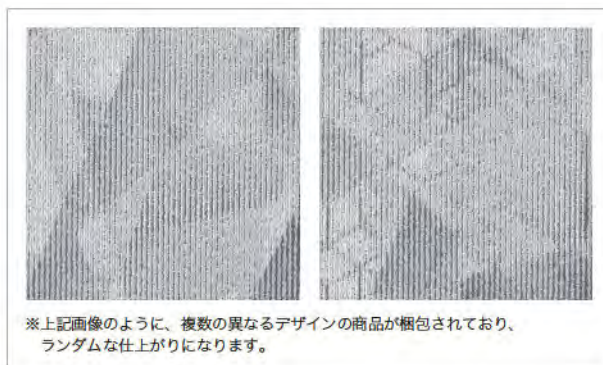 ※上記画像のように、複数の異なるデザインの商品が梱包されており、
ランダムな仕上がりになります。